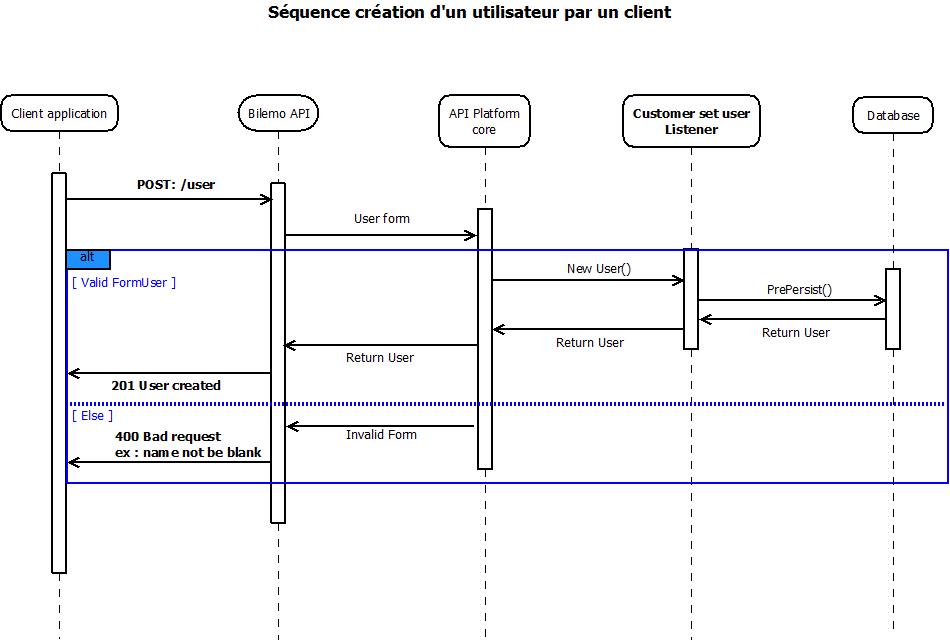 Séquence création d'un utilisateur par un client
Client application
Bilemo API
API Platform
core
Customer set user
Listener
Database
POST: /user
User form
alt
[ Valid FormUser ]
New User()
PrePersist()
Return User
Return User
Return User
201 User created
[ Else ]
Invalid Form
400 Bad request
ex : name not be blank